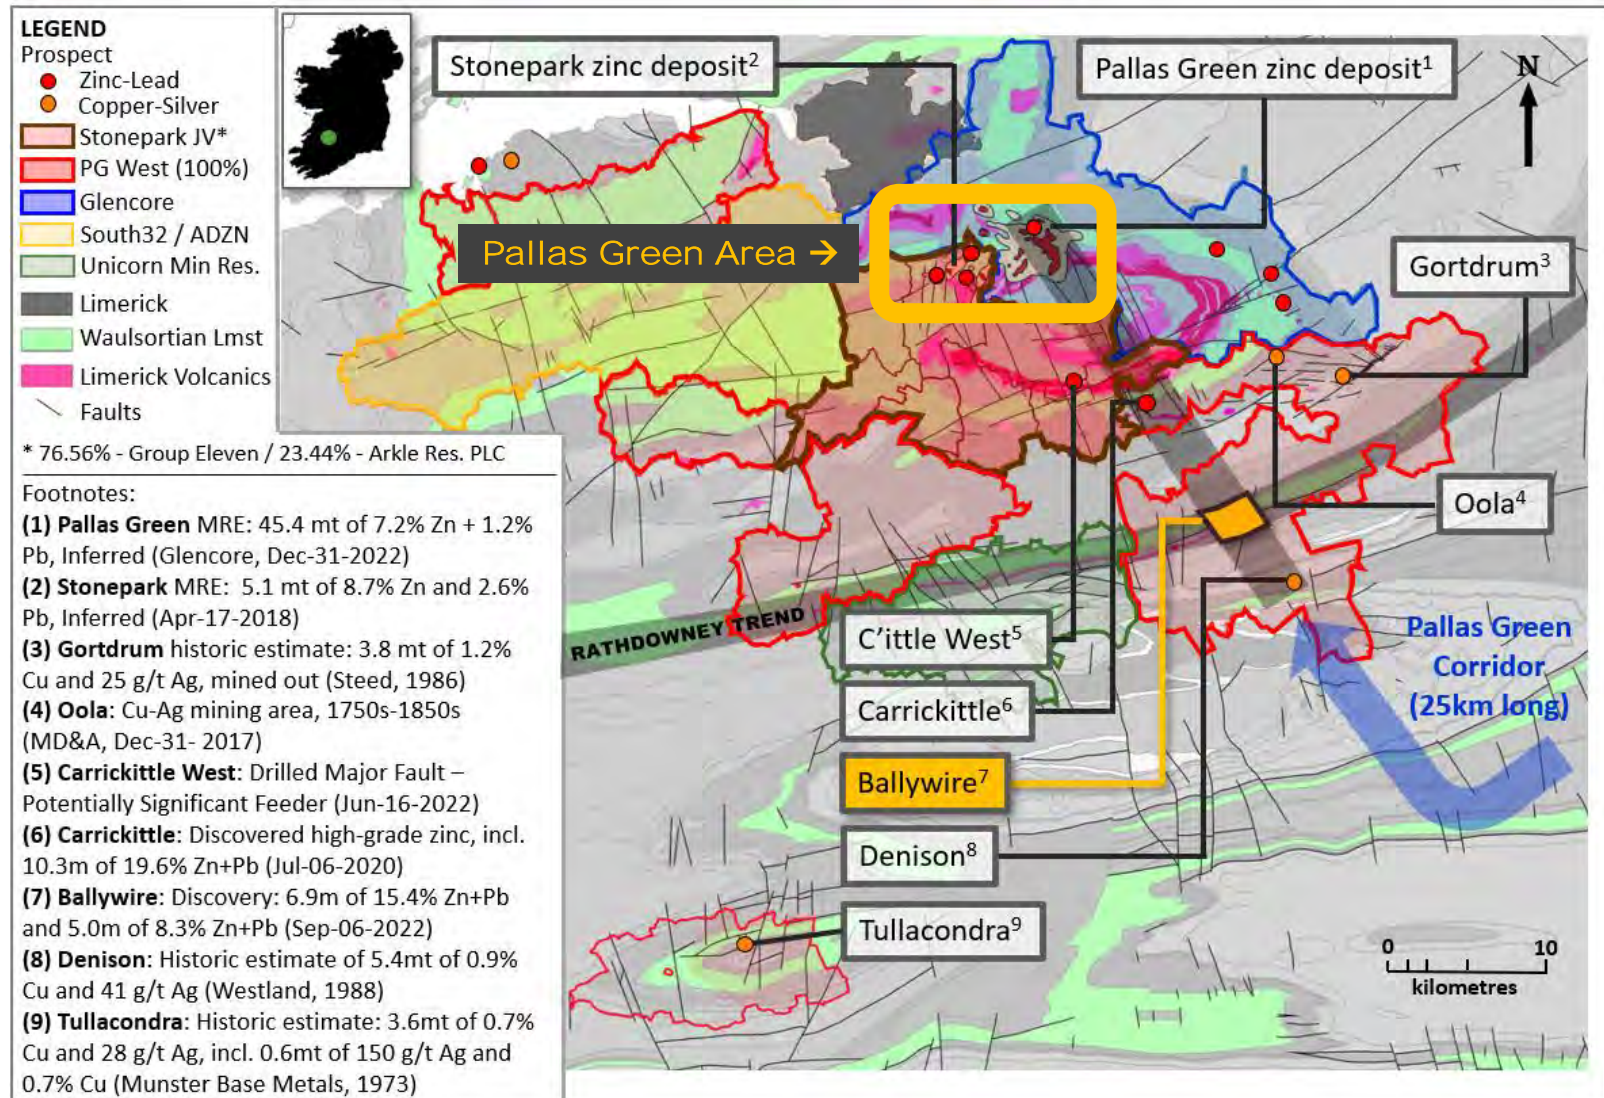 LEGEND
Prospect
Zinc-Lead
Copper-Silver
Stonepark JV*
PG West (100%)
Glencore
South32 / ADZN
Unicorn Min Res.
Limerick
Waulsortian Lmst
Limerick Volcanics
Faults
* 76.56% - Group Eleven / 23.44% - Arkle Res. PLC
Footnotes:
(1) Pallas Green MRE: 45.4 mt of 7.2% Zn + 1.2%
Pb, Inferred (Glencore, Dec-31-2022)
(2) Stonepark MRE:  5.1 mt of 8.7% Zn and 2.6%
Pb, Inferred (Apr-17-2018)
(3) Gortdrum historic estimate: 3.8 mt of 1.2%
Cu and 25 g/t Ag, mined out (Steed, 1986)
(4) Oola: Cu-Ag mining area, 1750s-1850s
(MD&A, Dec-31- 2017)
(5) Carrickittle West: Drilled Major Fault –
Potentially Significant Feeder (Jun-16-2022)
(6) Carrickittle: Discovered high-grade zinc, incl.
10.3m of 19.6% Zn+Pb (Jul-06-2020)
(7) Ballywire: Discovery: 6.9m of 15.4% Zn+Pb
and 5.0m of 8.3% Zn+Pb (Sep-06-2022)
(8) Denison: Historic estimate of 5.4mt of 0.9%
Cu and 41 g/t Ag (Westland, 1988)
(9) Tullacondra: Historic estimate: 3.6mt of 0.7%
Cu and 28 g/t Ag, incl. 0.6mt of 150 g/t Ag and
0.7% Cu (Munster Base Metals, 1973)
Stonepark zinc deposit²
Pallas Green zinc deposit¹
N
Pallas Green Area →
Gortdrum³
Oola⁴
RATHDOWNEY TREND
C'ittle West⁵
Carrickittle⁶
Ballywire⁷
Denison⁸
Tullacondra⁹
Pallas Green
Corridor
(25km long)
0 10
kilometres